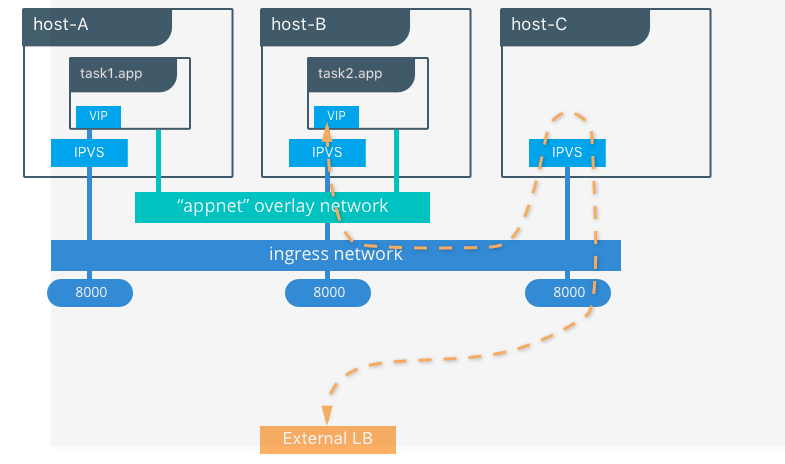 host-A
host-B
host-C
task1.app
task2.app
VIP
VIP
IPVS
IPVS
IPVS
“appnet” overlay network
ingress network
8000
8000
8000
External LB